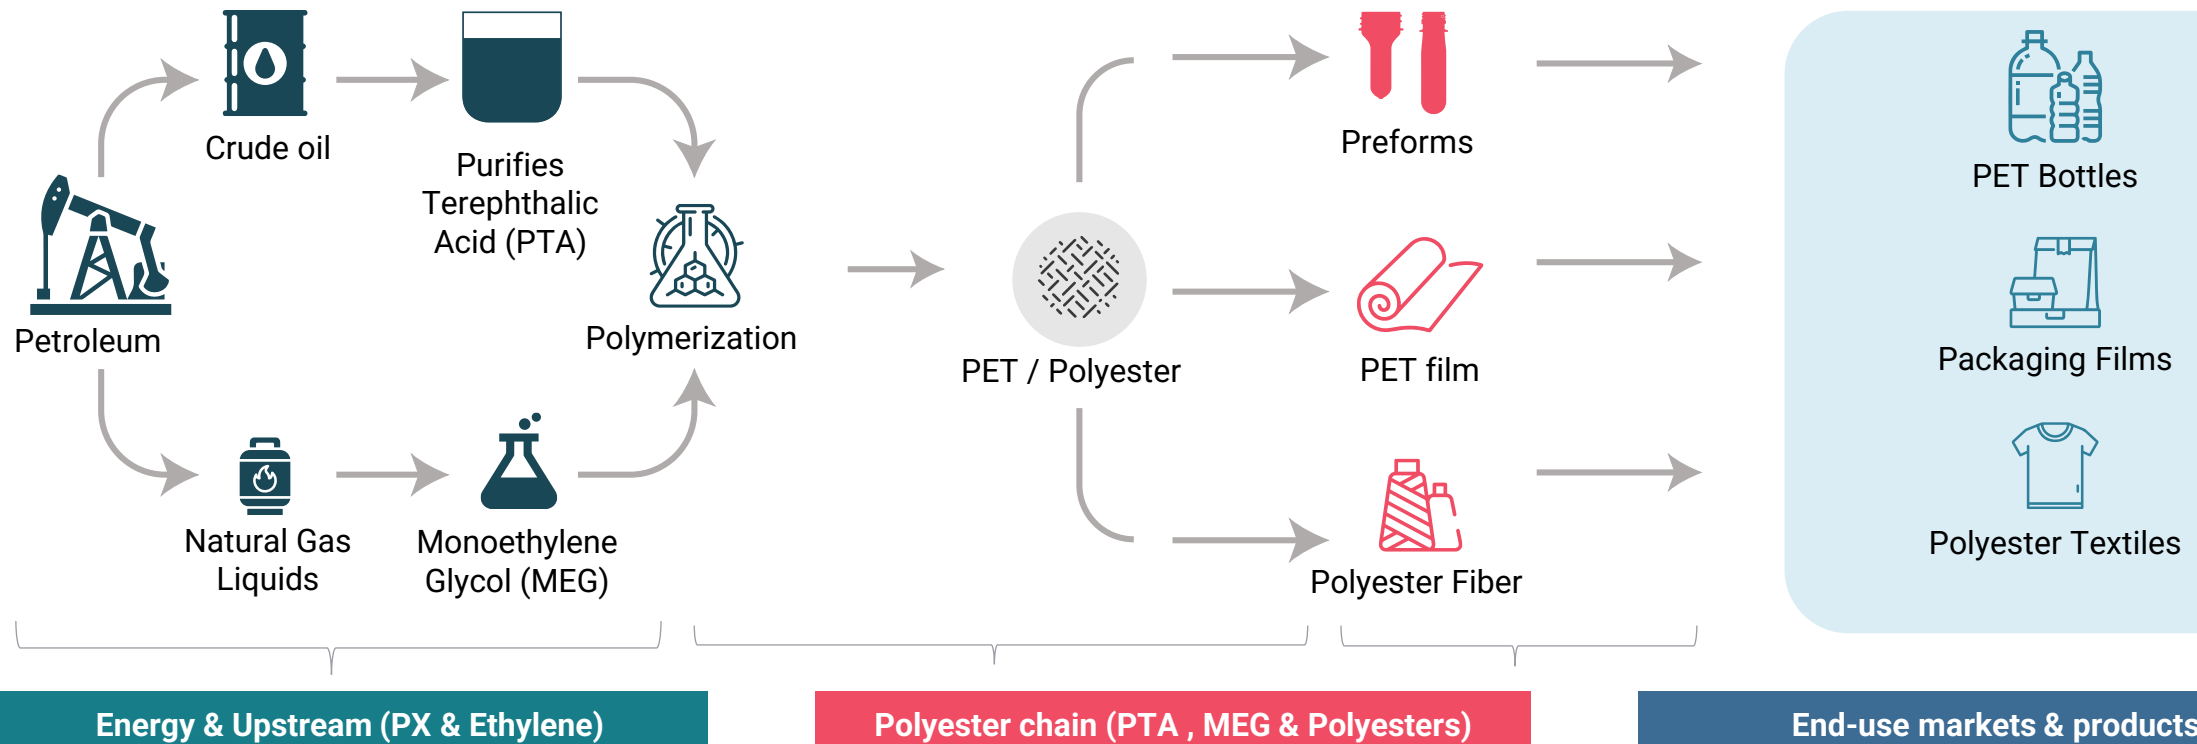 Crude oil
Purifies
Terephthalic
Acid (PTA)
Petroleum
Polymerization
Natural Gas
Liquids
Monoethylene
Glycol (MEG)
PET / Polyester
Preforms
PET film
Polyester Fiber
PET Bottles
Packaging Films
Polyester Textiles
Energy & Upstream (PX & Ethylene)
Polyester chain (PTA , MEG & Polyesters)
End-use markets & products